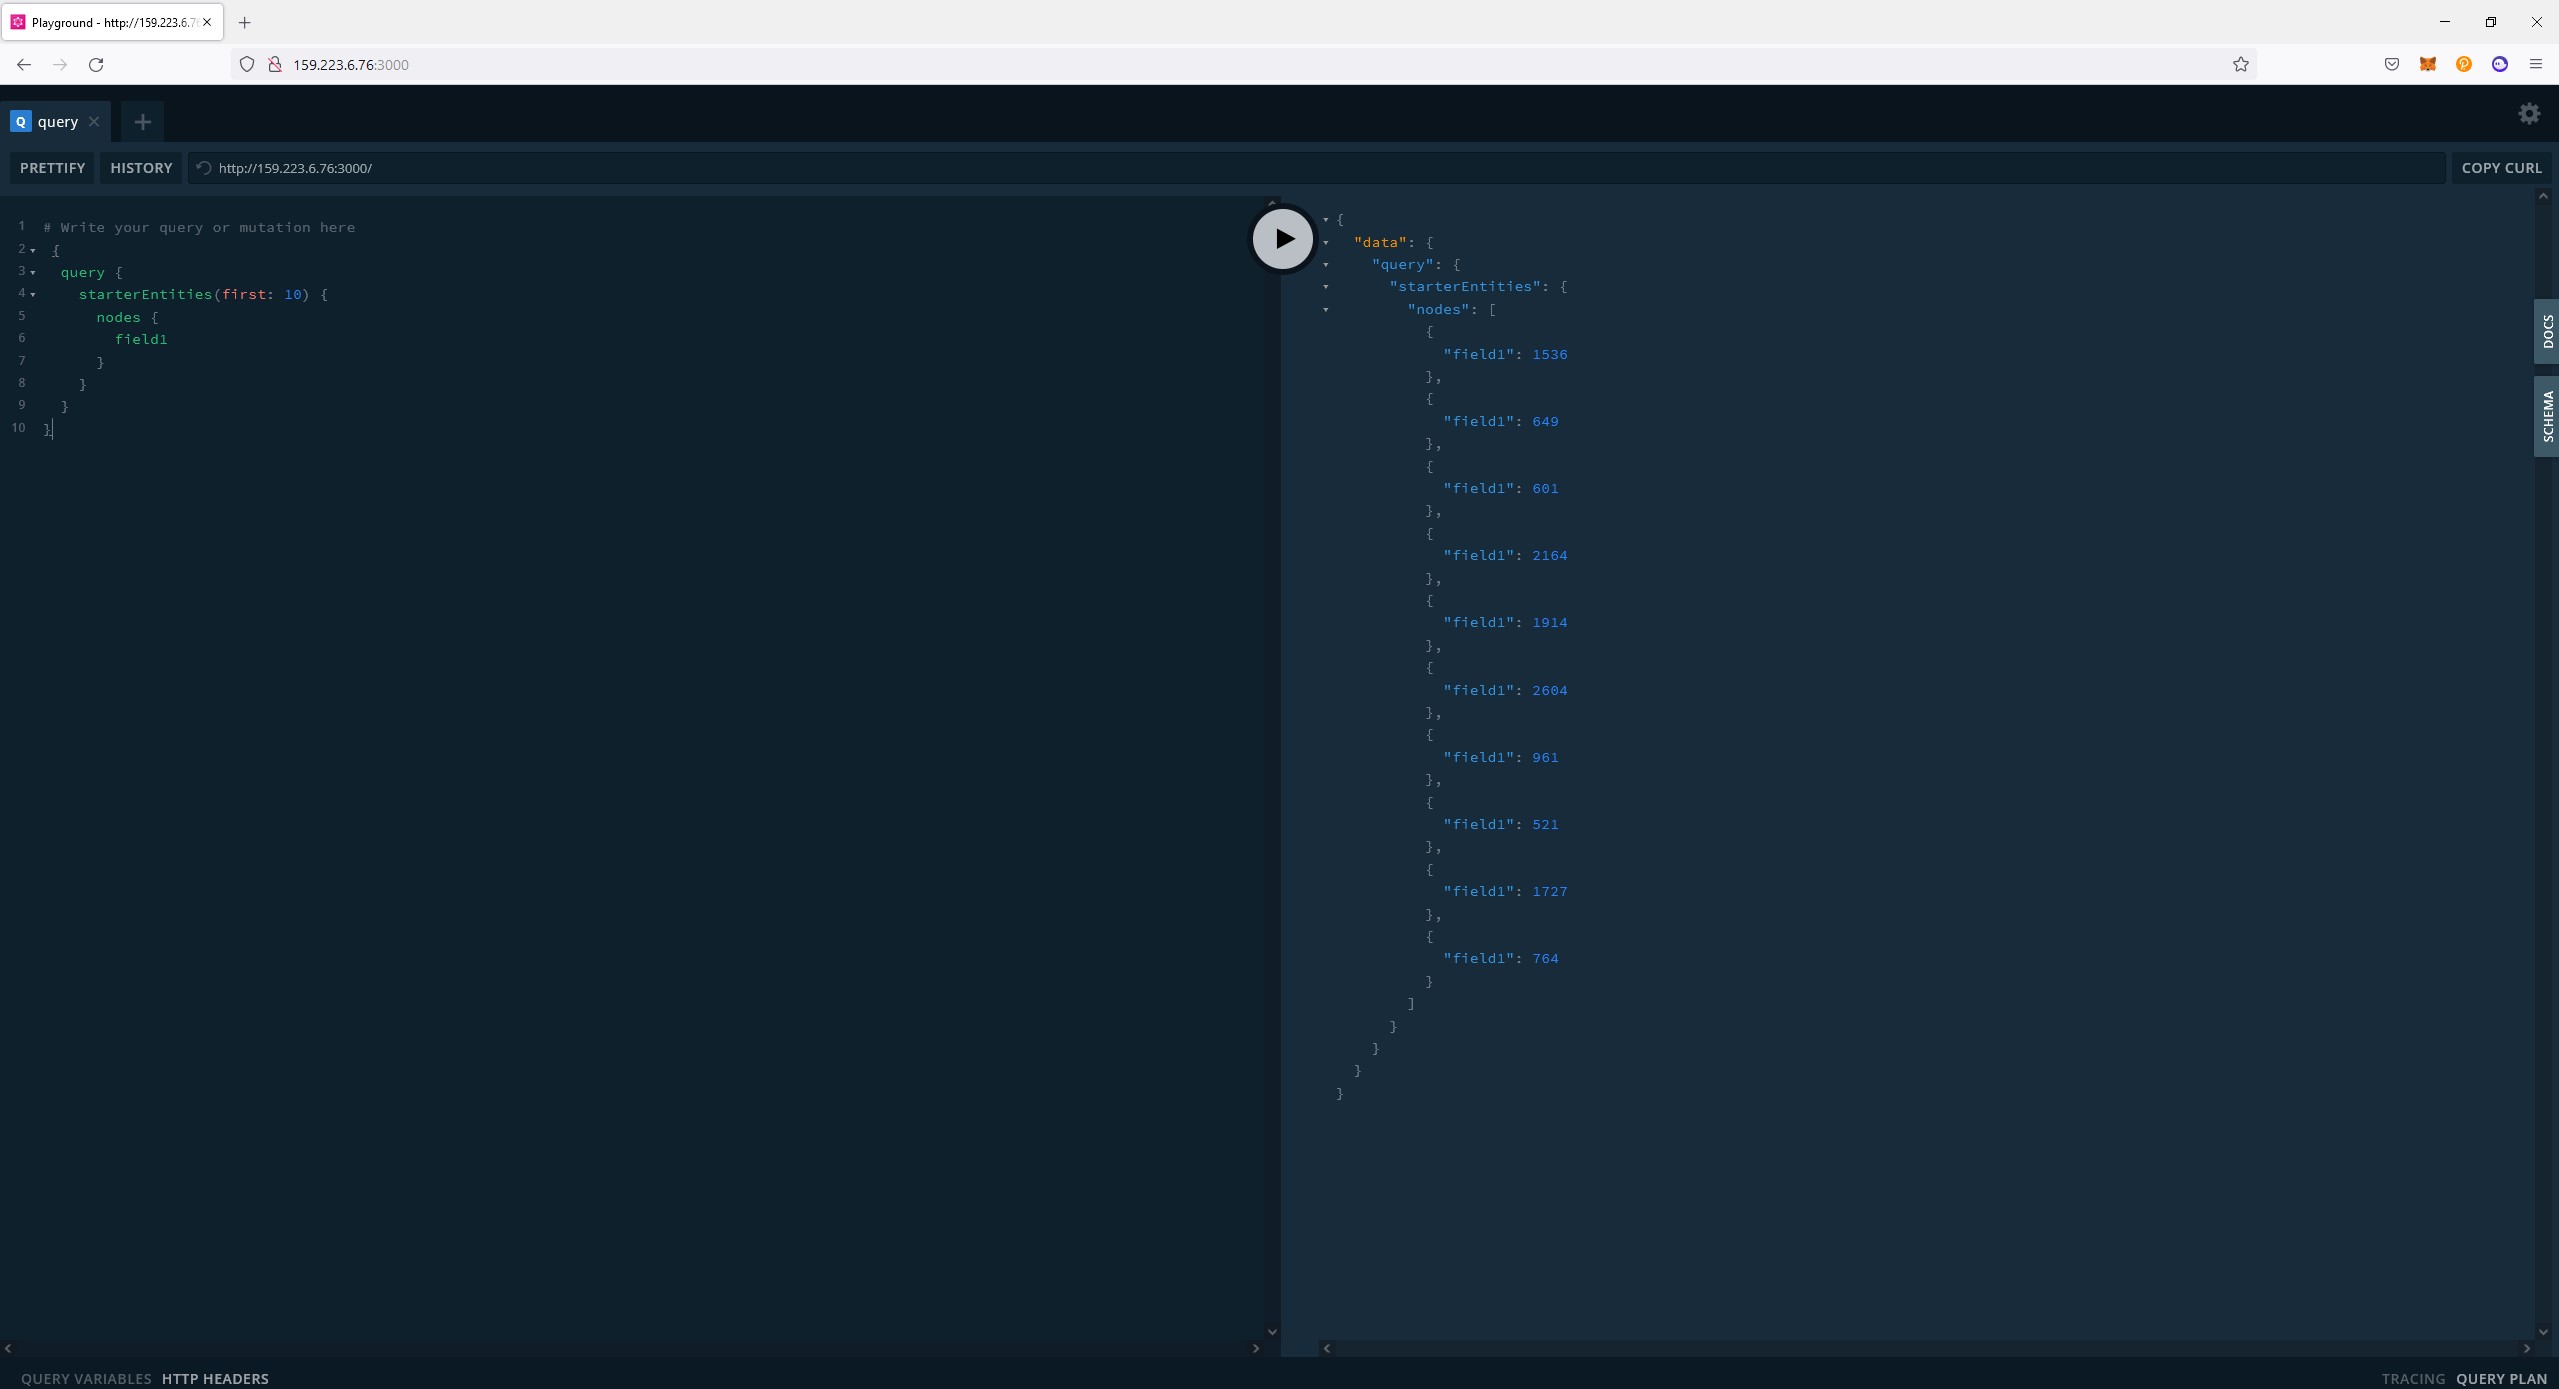 Playground - http://159.223.6.7
159.223.6.76:3000
Q query
PRETTIFY HISTORY http://159.223.6.76:3000/ COPY CURL
1 # Write your query or mutation here
2 {
3 query {
4 starterEntities(first: 10) {
5 nodes {
6 field1
7 }
8 }
9 }
10 }
{
"data": {
"query": {
"starterEntities": {
"nodes": [
{
"field1": 1536
},
{
"field1": 649
},
{
"field1": 601
},
{
"field1": 2164
},
{
"field1": 1914
},
{
"field1": 2604
},
{
"field1": 961
},
{
"field1": 521
},
{
"field1": 1727
},
{
"field1": 764
}
]
}
}
}
}
DOCS
SCHEMA
QUERY VARIABLES HTTP HEADERS
TRACING QUERY PLAN